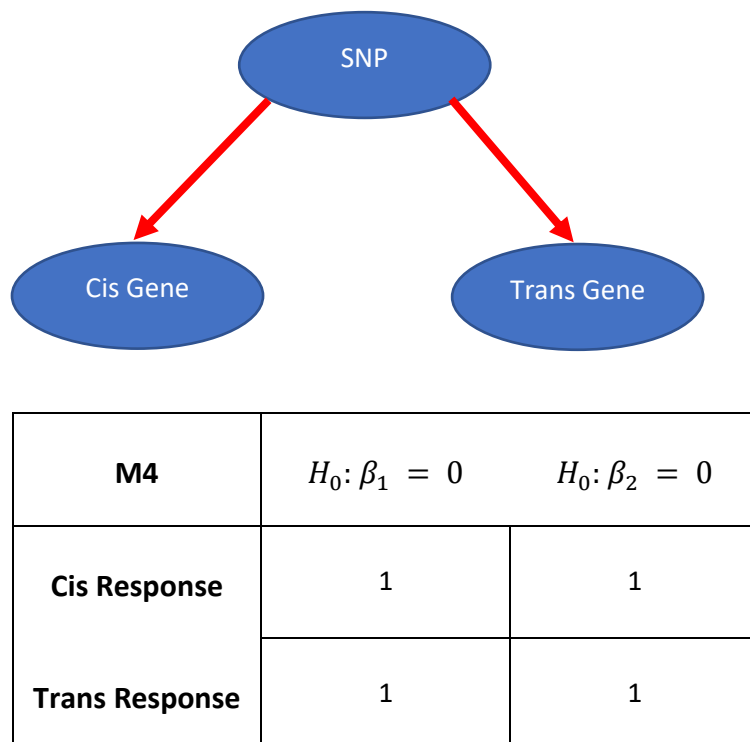 SNP
Cis Gene
Trans Gene
M4 H₀: β₁ = 0 H₀: β₂ = 0
Cis Response 1 1
Trans Response 1 1